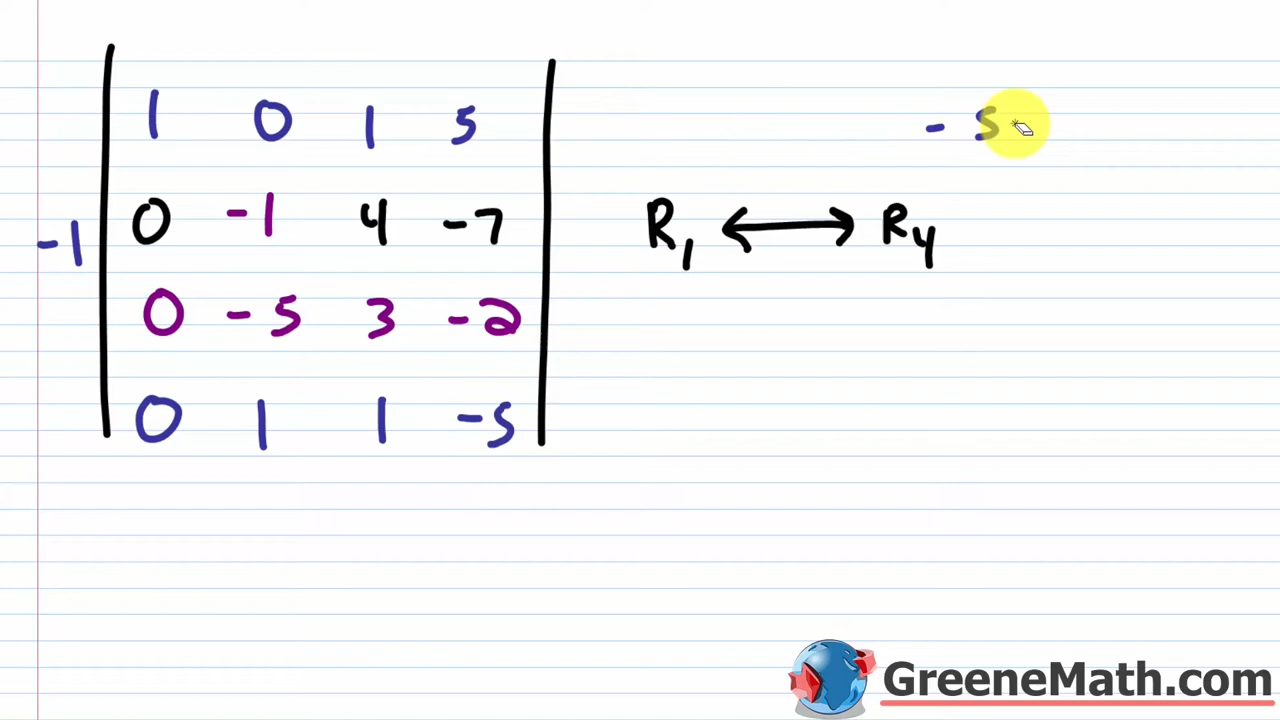 1 0 1 5
- 5
-1
0 -1 4 -7
R1 ↔ R4
0 -5 3 -2
0 1 1 -5
GreeneMath.com